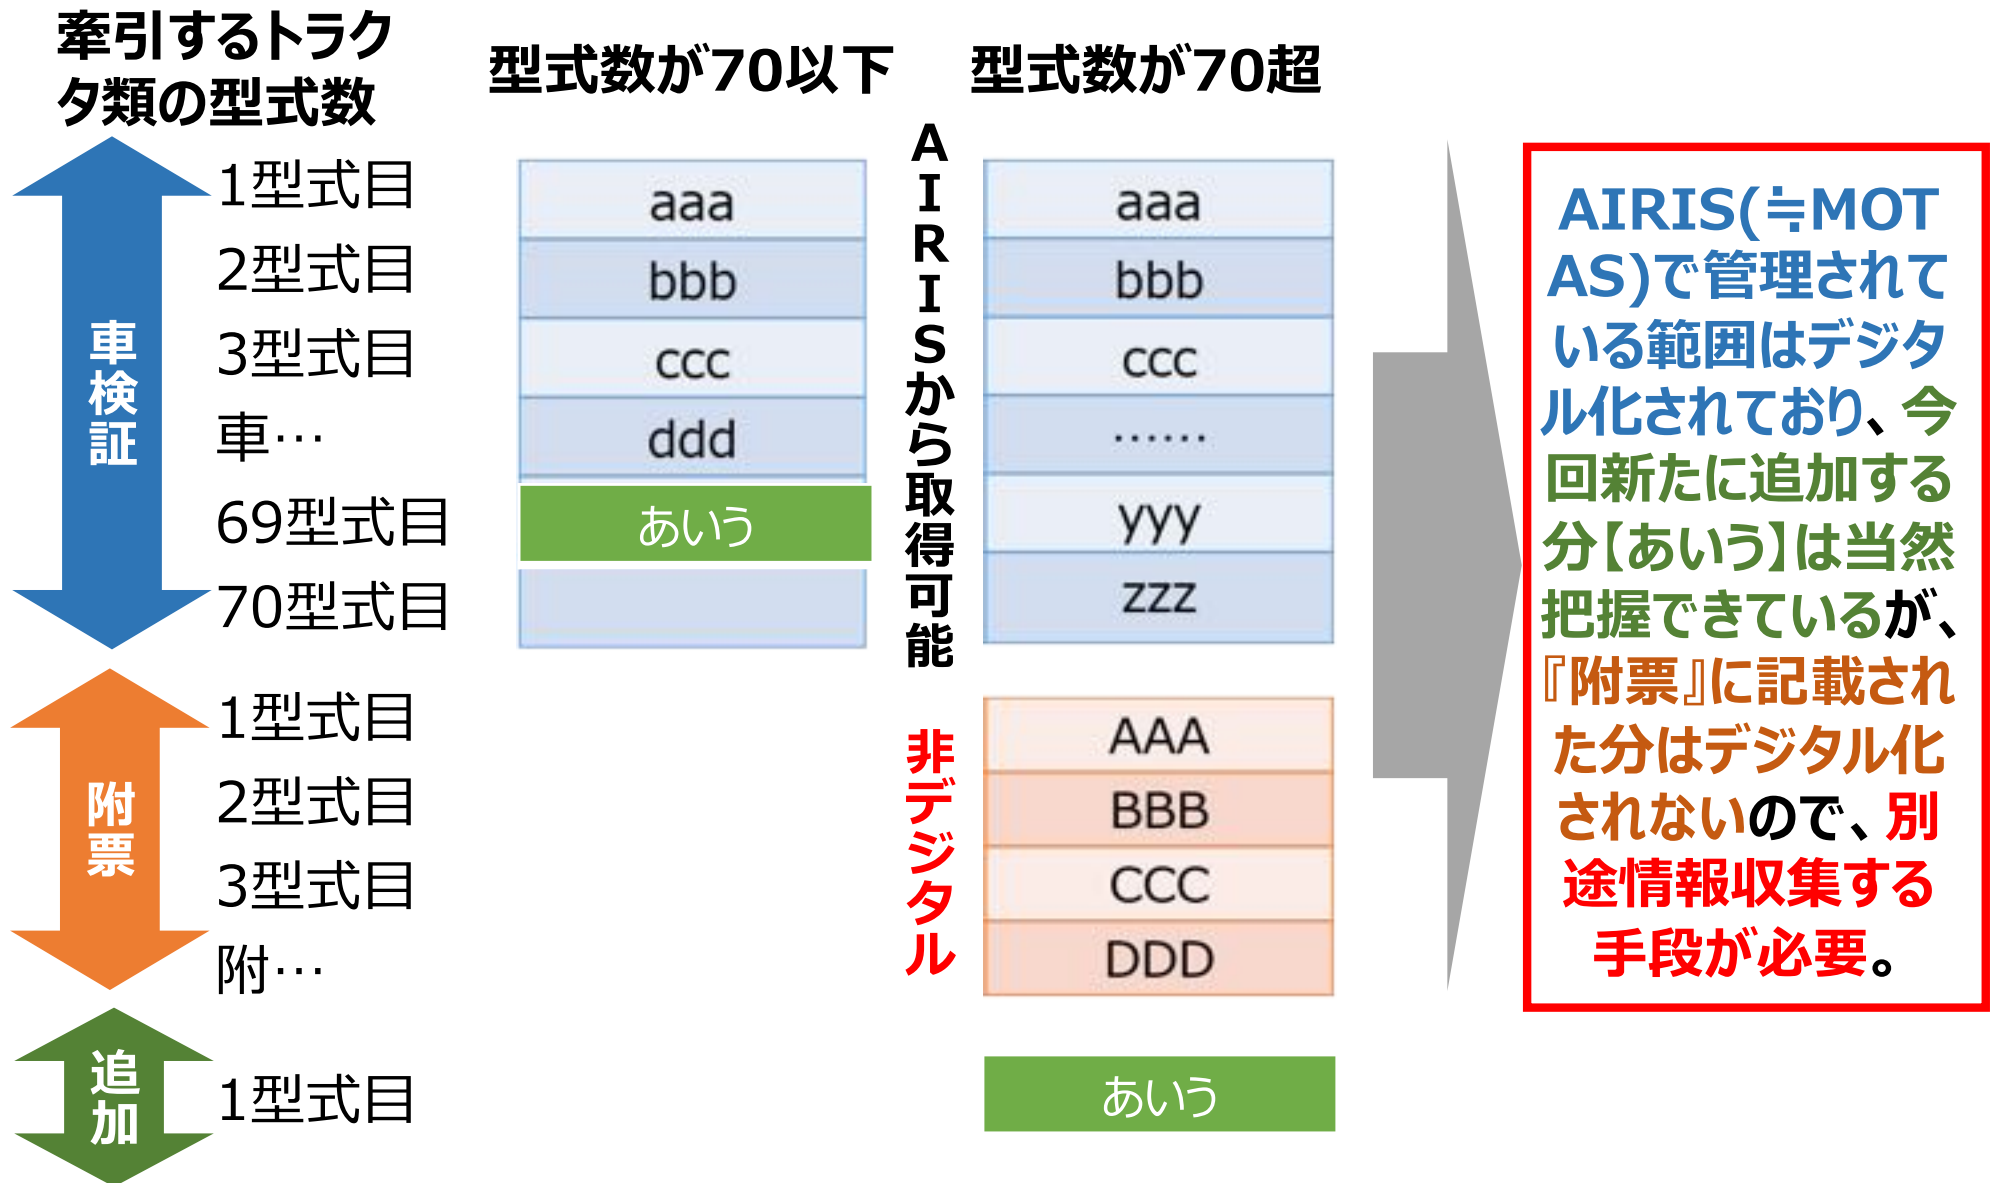 牽引するトラク
タ類の型式数
型式数が70以下
型式数が70超
車検証
1型式目
2型式目
3型式目
車…
69型式目
70型式目
附票
1型式目
2型式目
3型式目
附…
追加
1型式目
aaa
bbb
ccc
ddd
あいう
AIRISから取得可能
非デジタル
aaa
bbb
ccc
……
yyy
zzz
AAA
BBB
CCC
DDD
あいう
AIRIS(≒MOT
AS)で管理されて
いる範囲はデジタ
ル化されており、今
回新たに追加する
分【あいう】は当然
把握できているが、
『附票』に記載され
た分はデジタル化
されないので、別
途情報収集する
手段が必要。